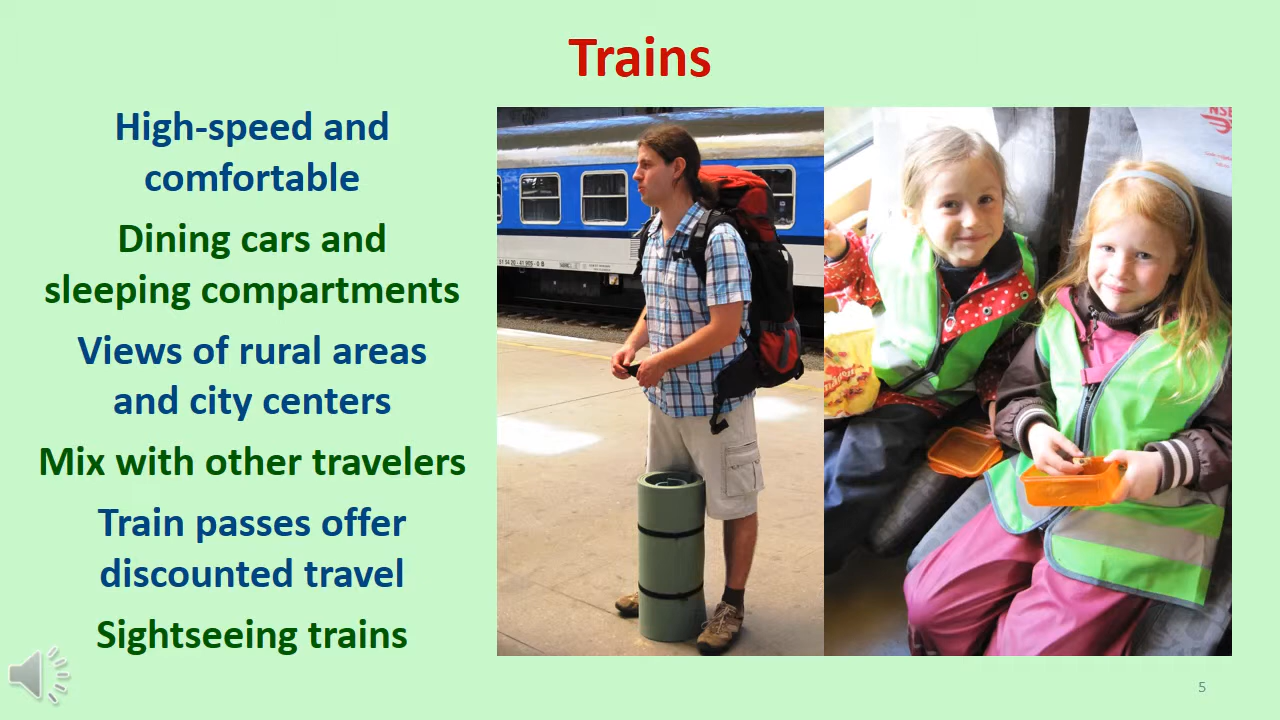 Trains
High-speed and
comfortable
Dining cars and
sleeping compartments
Views of rural areas
and city centers
Mix with other travelers
Train passes offer
discounted travel
Sightseeing trains
NSB
5